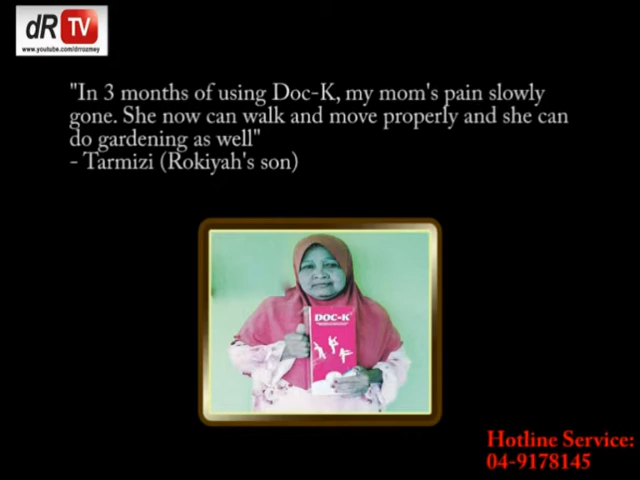 dR TV
www.youtube.com/drrozmey
"In 3 months of using Doc-K, my mom's pain slowly
gone. She now can walk and move properly and she can
do gardening as well"
- Tarmizi (Rokiyah's son)
DOC-K
Hotline Service:
04-9178145